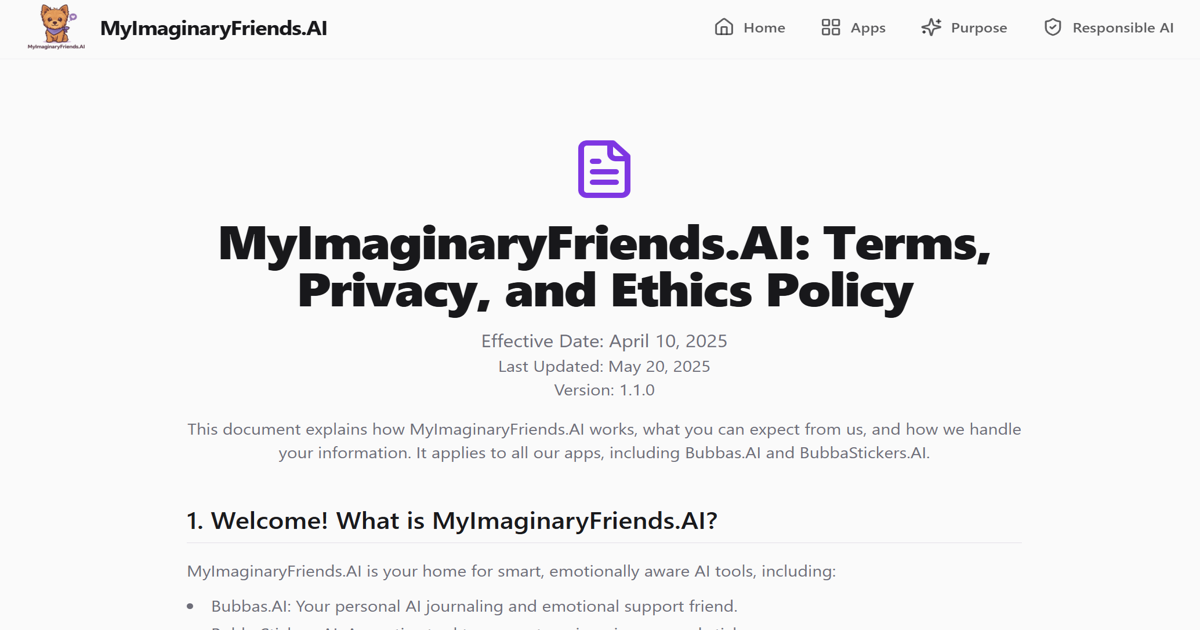 MyImaginaryFriends.AI
MyImaginaryFriends.AI
Home
Apps
Purpose
Responsible AI
MyImaginaryFriends.AI: Terms,
Privacy, and Ethics Policy
Effective Date: April 10, 2025
Last Updated: May 20, 2025
Version: 1.1.0
This document explains how MyImaginaryFriends.AI works, what you can expect from us, and how we handle
your information. It applies to all our apps, including Bubbas.AI and BubbaStickers.AI.
1. Welcome! What is MyImaginaryFriends.AI?
MyImaginaryFriends.AI is your home for smart, emotionally aware AI tools, including:
• Bubbas.AI: Your personal AI journaling and emotional support friend.